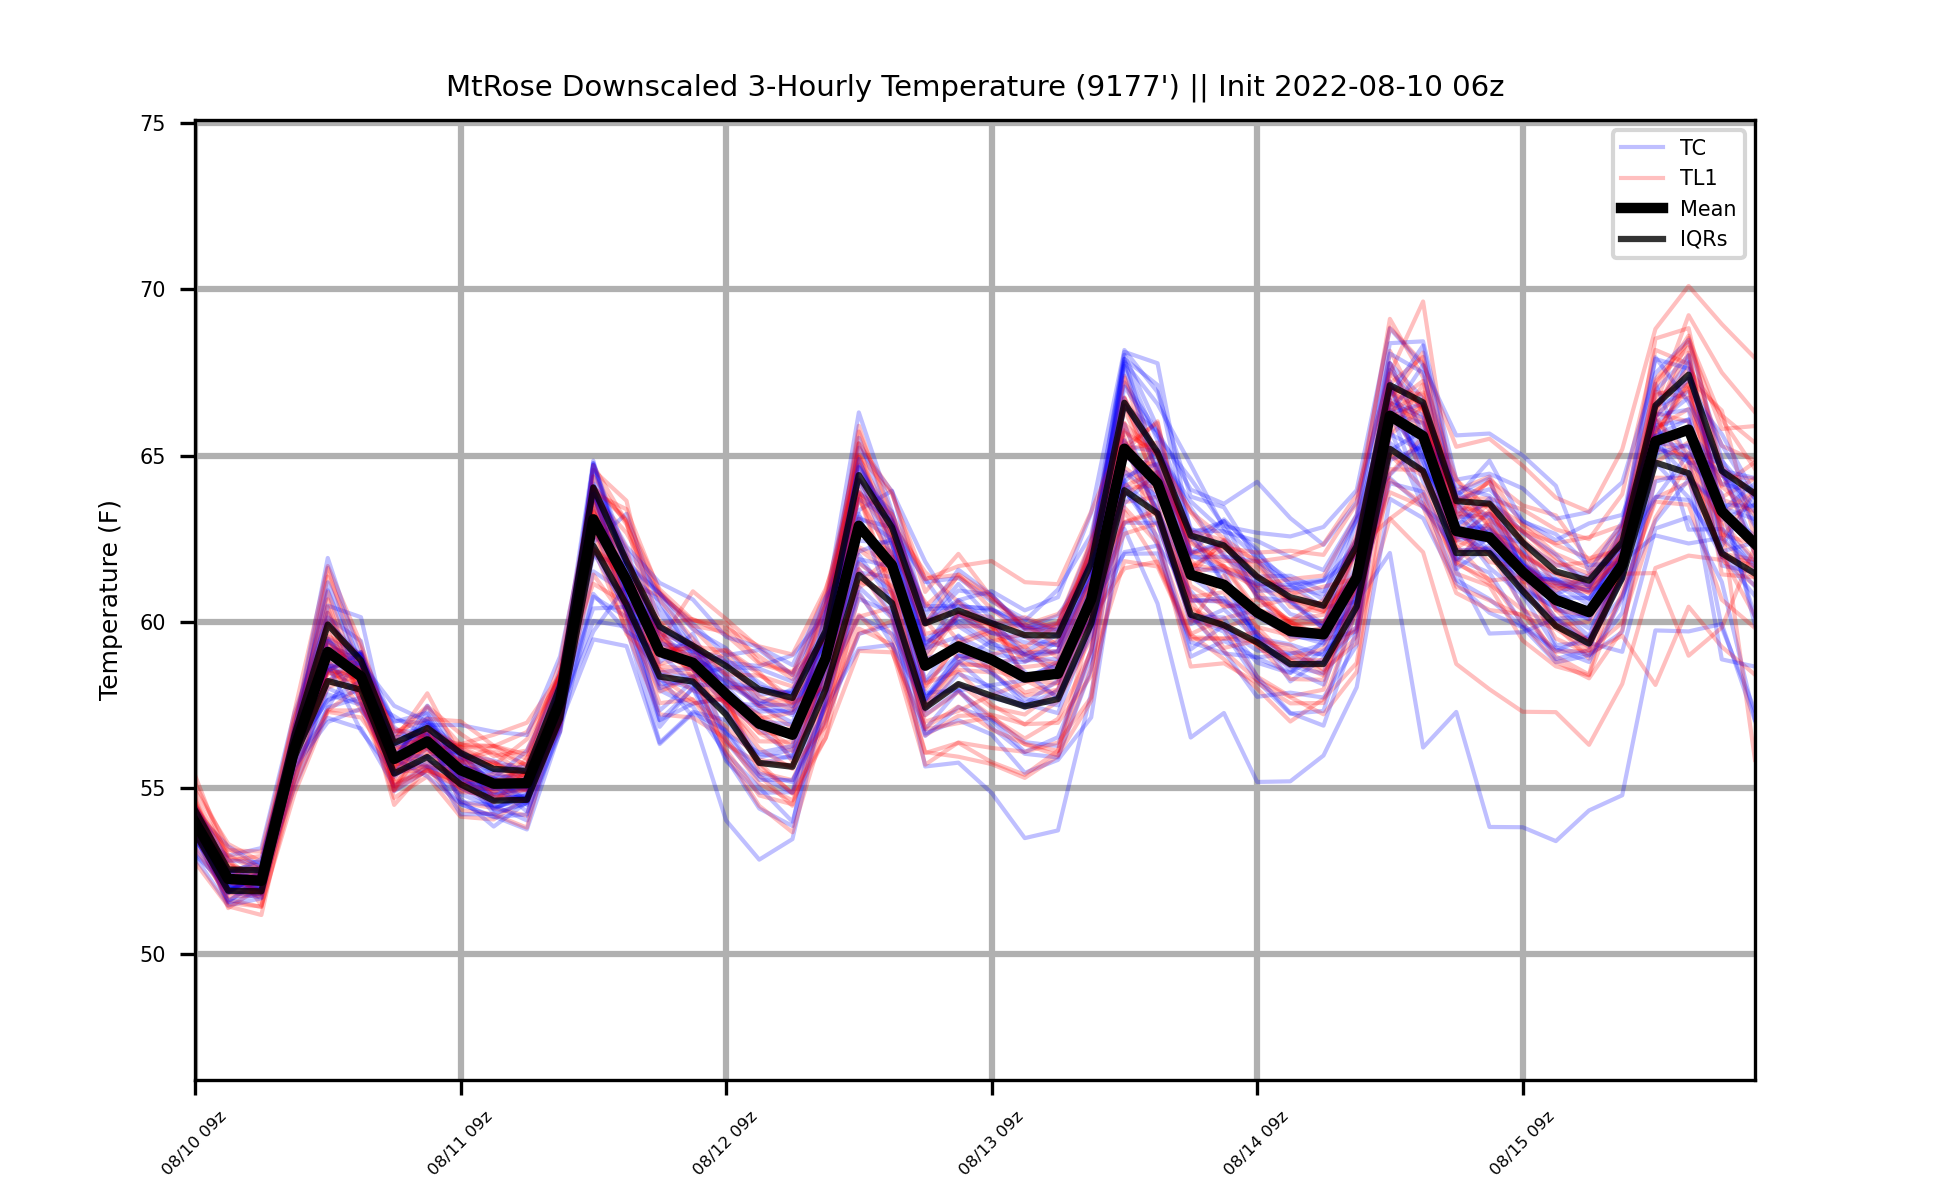 MtRose Downscaled 3-Hourly Temperature (9177') || Init 2022-08-10 06z
75
70
65
60
55
50
Temperature (F)
TC
TL1
Mean
IQRs
08/10 09z
08/11 09z
08/12 09z
08/13 09z
08/14 09z
08/15 09z